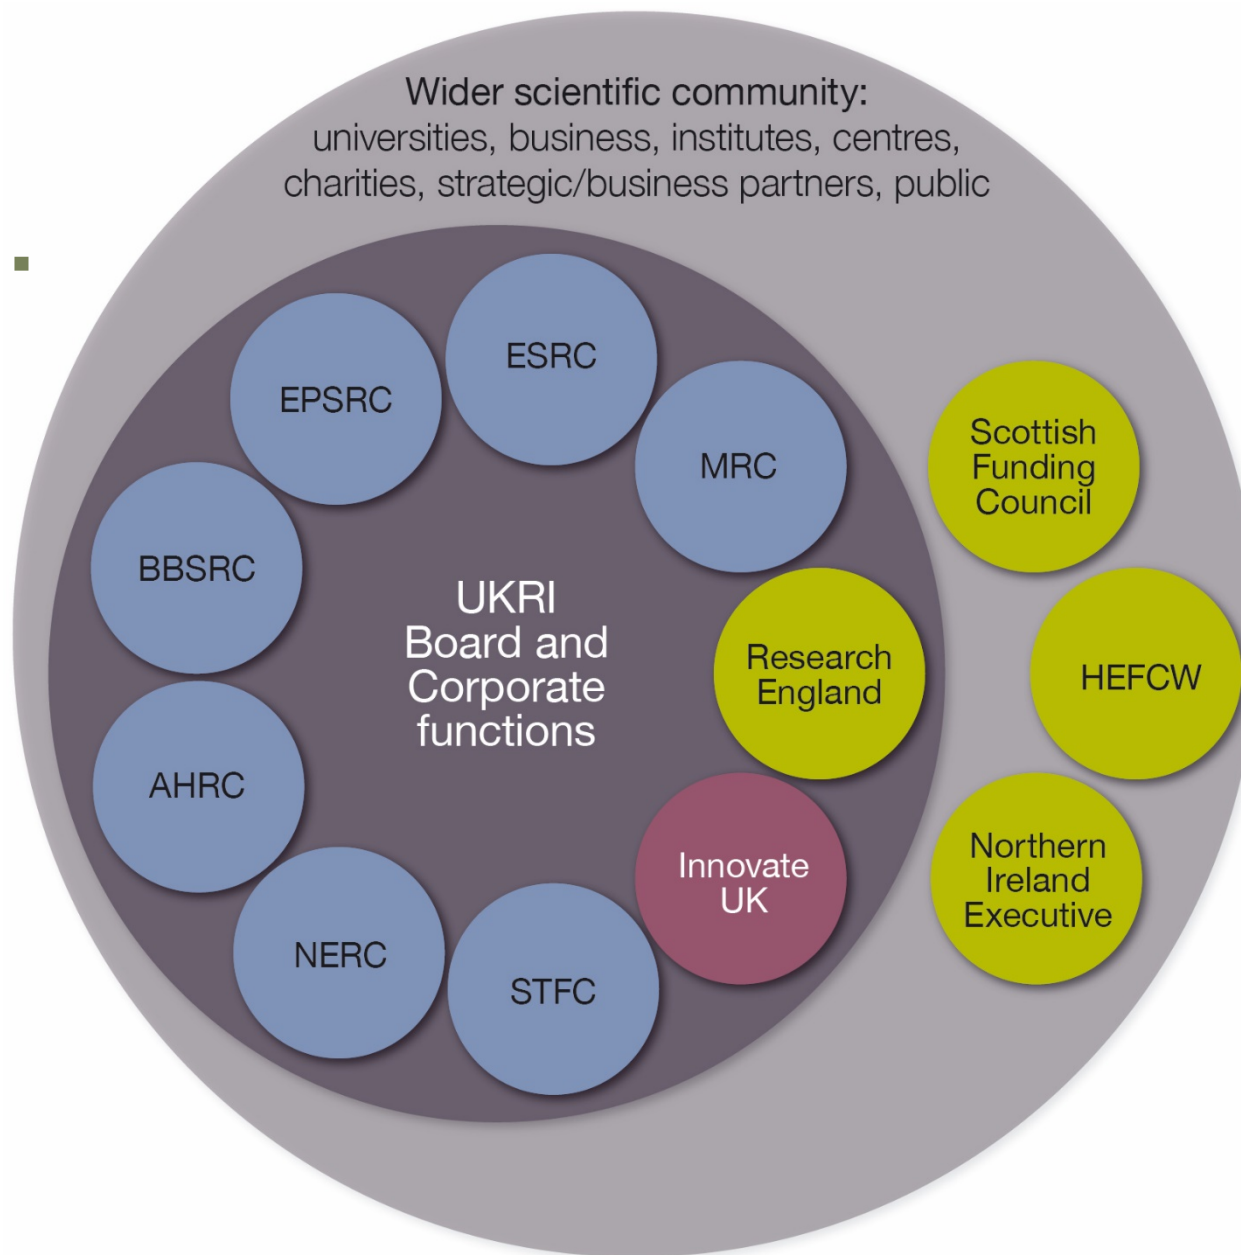 Wider scientific community:
universities, business, institutes, centres,
charities, strategic/business partners, public
ESRC
EPSRC
MRC
Scottish
Funding
Council
BBSRC
UKRI
Board and
Corporate
functions
Research
England
HEFCW
AHRC
Innovate
UK
Northern
Ireland
Executive
NERC
STFC